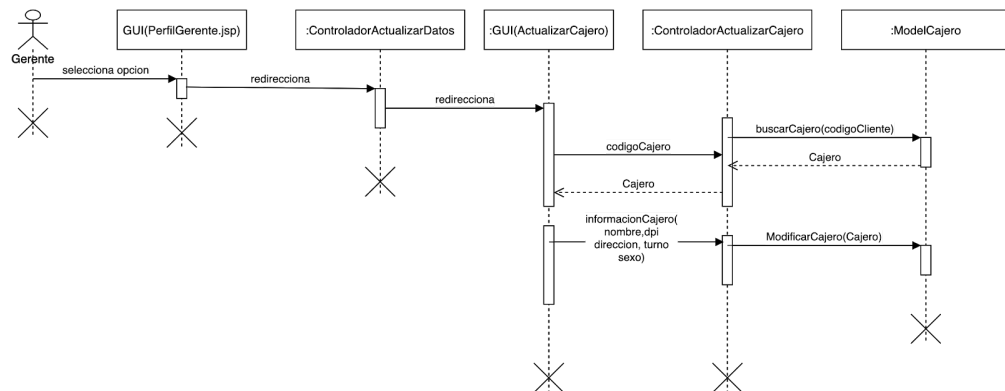 GUI(PerfilGerente.jsp)
:ControladorActualizarDatos
:GUI(ActualizarCajero)
:ControladorActualizarCajero
:ModelCajero
Gerente
selecciona opcion
redirecciona
redirecciona
buscarCajero(codigoCliente)
codigoCajero
Cajero
Cajero
informacionCajero(
nombre,dpi
direccion, turno
sexo)
ModificarCajero(Cajero)